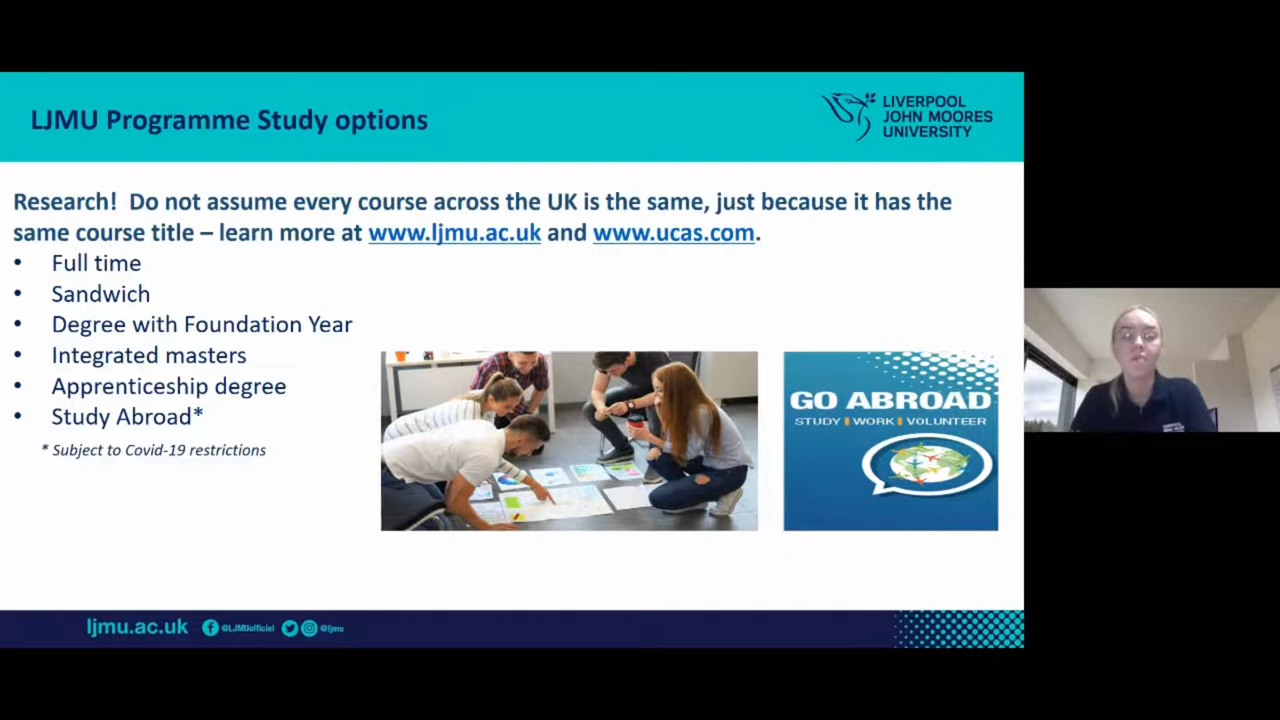 LJMU Programme Study options
LIVERPOOL
JOHN MOORES
UNIVERSITY
Research! Do not assume every course across the UK is the same, just because it has the
same course title – learn more at www.ljmu.ac.uk and www.ucas.com.
• Full time
• Sandwich
• Degree with Foundation Year
• Integrated masters
• Apprenticeship degree
• Study Abroad*
* Subject to Covid-19 restrictions
GO ABROAD
STUDY | WORK | VOLUNTEER
ljmu.ac.uk @LJMUofficial @ljmu